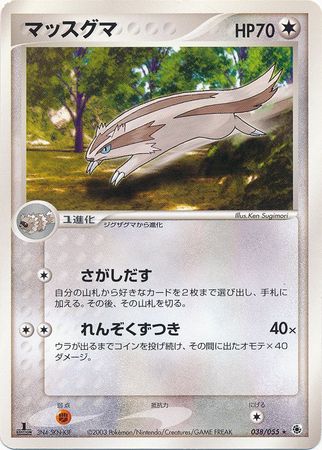 マッスグマ
HP70
Illus.Ken Sugimori
1進化
ジグザグマから進化
さがしだす
自分の山札から好きなカードを2枚まで選び出し、手札
に加える。その後、その山札を切る。
れんぞくずつき
40×
ウラが出るまでコインを投げ続け、その間に出たオモテ×40
ダメージ。
弱点
抵抗力
にげる
1
EDITION
©2003 Pokémon/Nintendo/Creatures/GAME FREAK
038/055